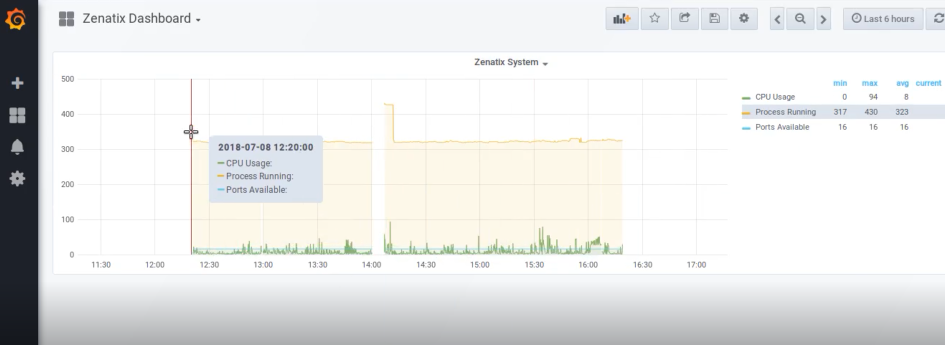 Zenatix Dashboard
Last 6 hours
Zenatix System
500
400
300
200
100
0
11:30 12:00 12:30 13:00 13:30 14:00 14:30 15:00 15:30 16:00 16:30 17:00
2018-07-08 12:20:00
CPU Usage:
Process Running:
Ports Available:
min max avg current
CPU Usage 0 94 8
Process Running 317 430 323
Ports Available 16 16 16